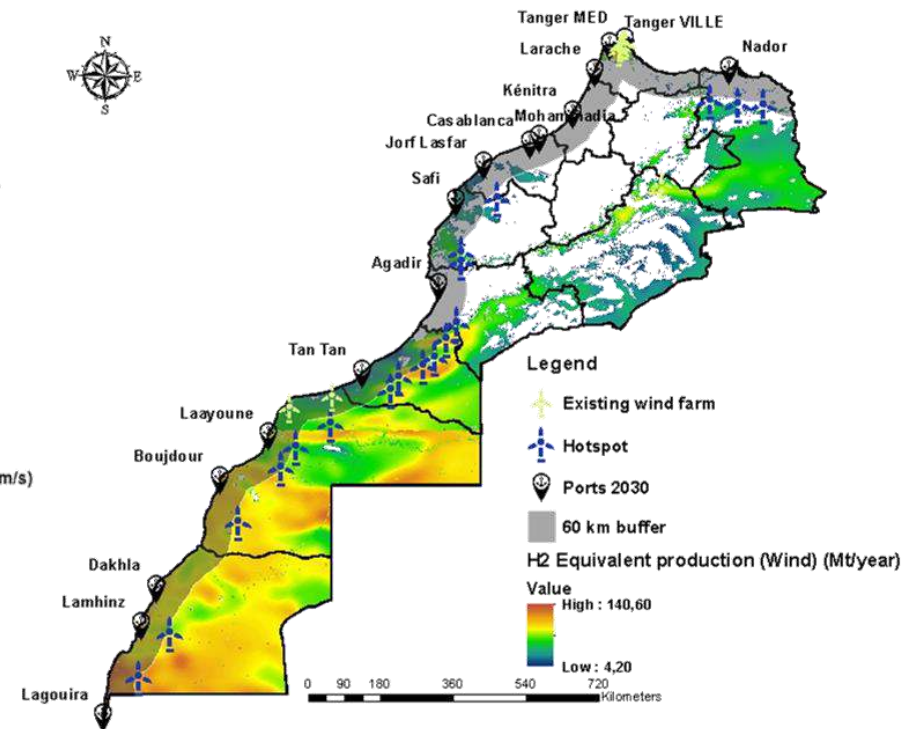 Tanger MED
Tanger VILLE
Larache
Nador
N
W
E
S
Kénitra
Casablanca
Mohammadia
Jorf Lasfar
Safi
Agadir
Tan Tan
Laayoune
Boujdour
m/s)
Dakhla
Lamhinz
Lagouira
Legend
Existing wind farm
Hotspot
Ports 2030
60 km buffer
H2 Equivalent production (Wind) (Mt/year)
Value
High : 140,60
Low : 4,20
0 90 180 360 540 720
Kilometers